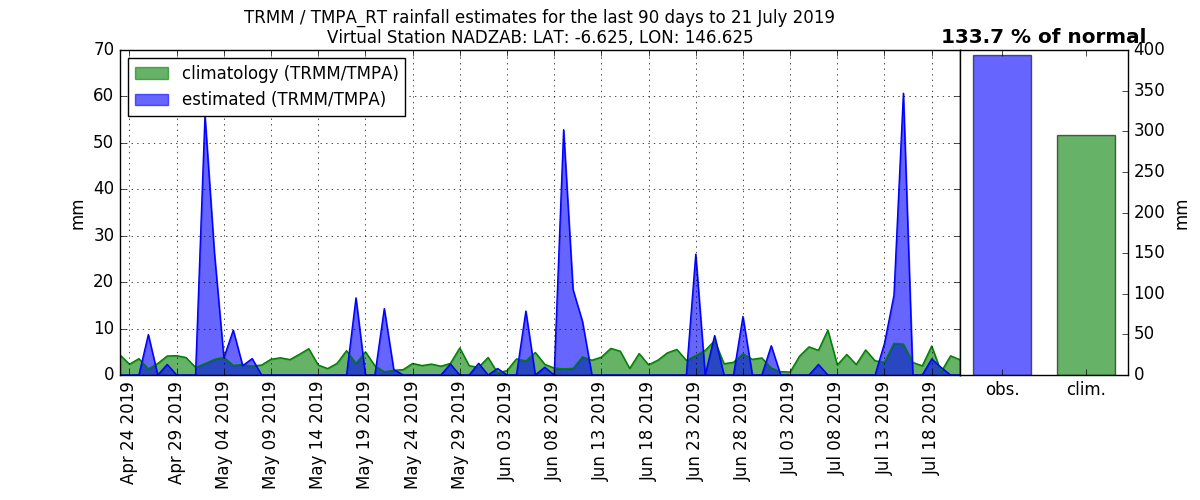 TRMM / TMPA_RT rainfall estimates for the last 90 days to 21 July 2019
Virtual Station NADZAB: LAT: -6.625, LON: 146.625
133.7 % of normal
climatology (TRMM/TMPA)
estimated (TRMM/TMPA)
mm
70
60
50
40
30
20
10
0
Apr 24 2019
Apr 29 2019
May 04 2019
May 09 2019
May 14 2019
May 19 2019
May 24 2019
May 29 2019
Jun 03 2019
Jun 08 2019
Jun 13 2019
Jun 18 2019
Jun 23 2019
Jun 28 2019
Jul 03 2019
Jul 08 2019
Jul 13 2019
Jul 18 2019
obs.
clim.
400
350
300
250
200
150
100
50
0
mm